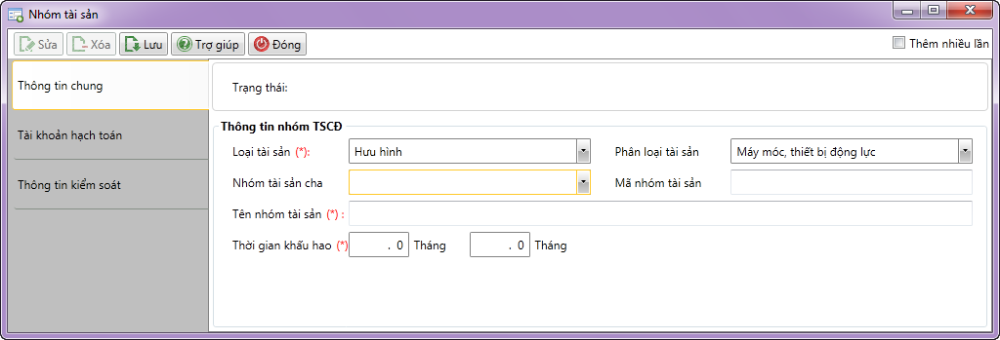 Nhóm tài sản
Sửa Xóa Lưu Trợ giúp Đóng Thêm nhiều lần
Thông tin chung
Tài khoản hạch toán
Thông tin kiểm soát
Trạng thái:
Thông tin nhóm TSCĐ
Loại tài sản (*): Hưu hình Phân loại tài sản Máy móc, thiết bị động lực
Nhóm tài sản cha Mã nhóm tài sản
Tên nhóm tài sản (*) :
Thời gian khấu hao (*) . 0 Tháng . 0 Tháng